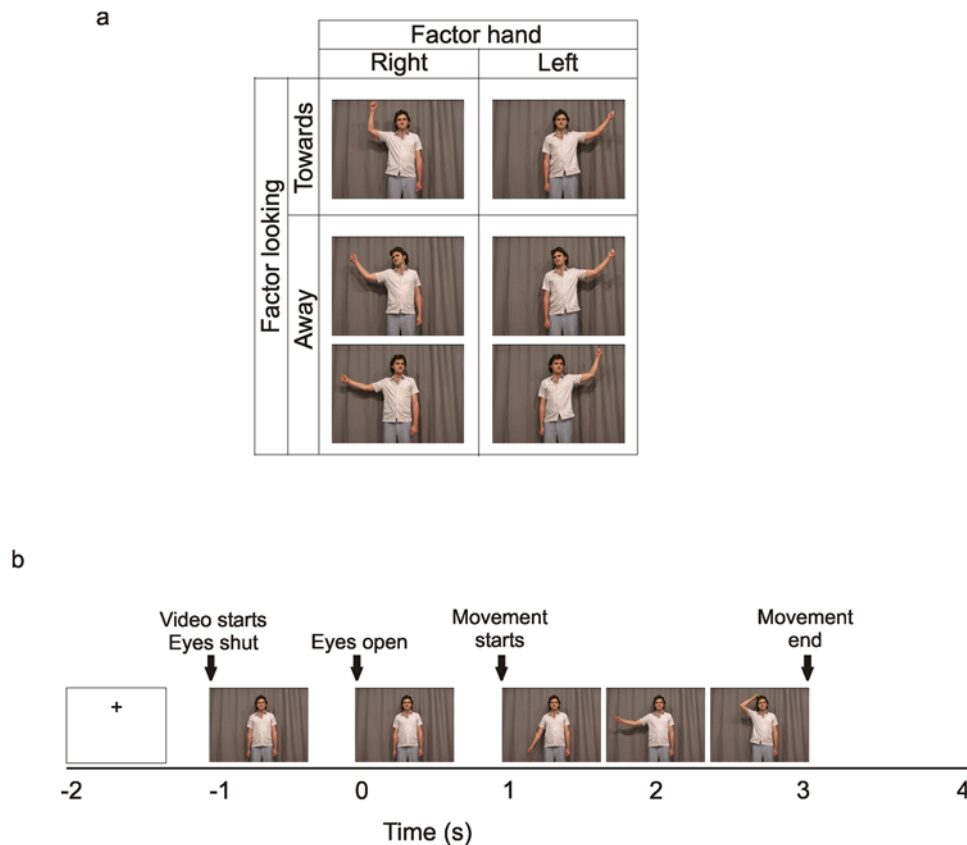 a
Factor hand
Right Left
Factor looking
Towards
Away
b
Video starts
Eyes shut
Eyes open
Movement
starts
Movement
end
+
-2 -1 0 1 2 3 4
Time (s)